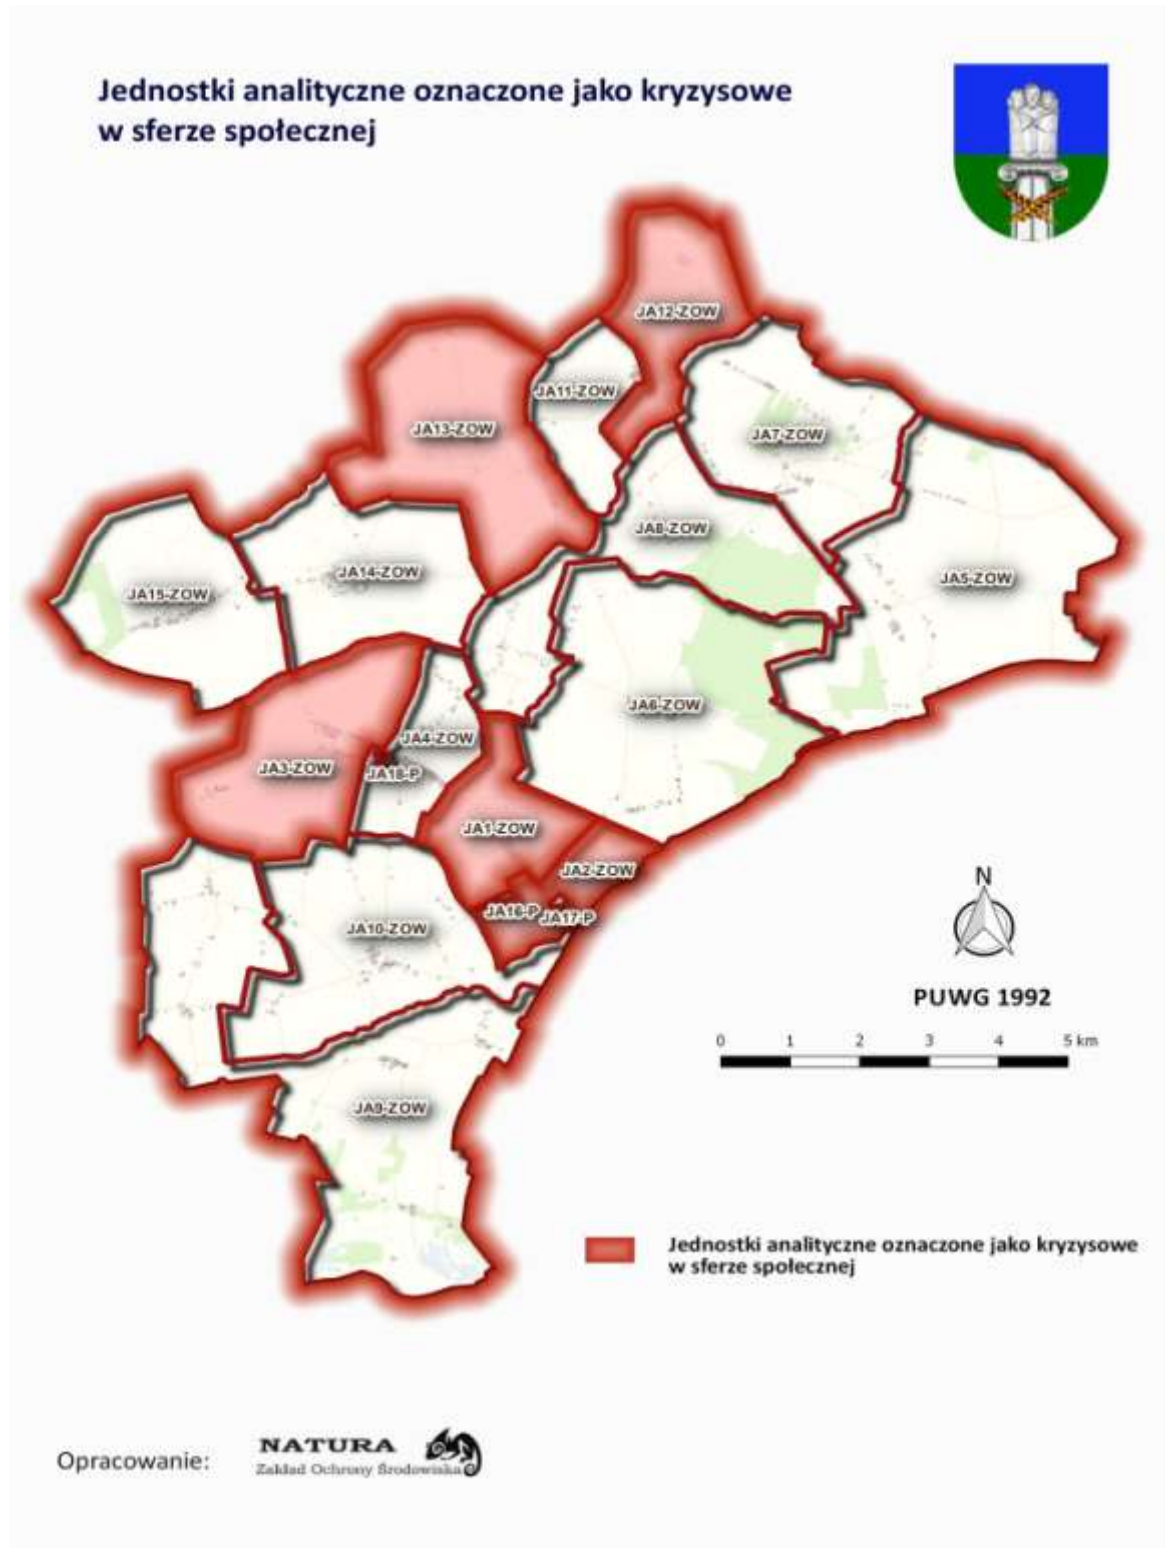 Jednostki analityczne oznaczone jako kryzysowe
w sferze społecznej
JA12-ZOW
JA11-ZOW
JA13-ZOW
JA7-ZOW
JA8-ZOW
JA14-ZOW
JA5-ZOW
JA15-ZOW
JA6-ZOW
JA4-ZOW
JA3-ZOW
JA18-P
JA1-ZOW
JA2-ZOW
JA16-P
JA17-P
JA10-ZOW
N
PUWG 1992
0 1 2 3 4 5 km
JA9-ZOW
Jednostki analityczne oznaczone jako kryzysowe
w sferze społecznej
Opracowanie:
NATURA
Zakład Ochrony Środowiska